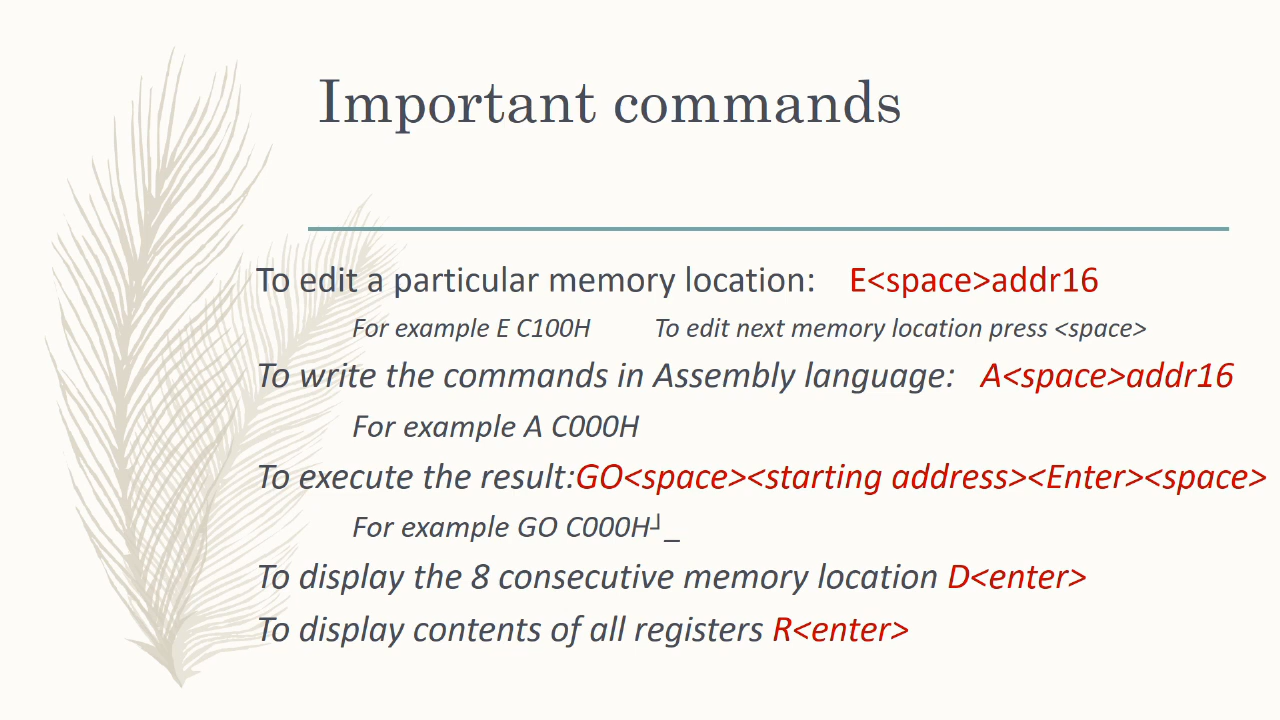 Important commands
To edit a particular memory location: E<space>addr16
For example E C100H To edit next memory location press <space>
To write the commands in Assembly language: A<space>addr16
For example A C000H
To execute the result:GO<space><starting address><Enter><space>
For example GO C000H┘_
To display the 8 consecutive memory location D<enter>
To display contents of all registers R<enter>